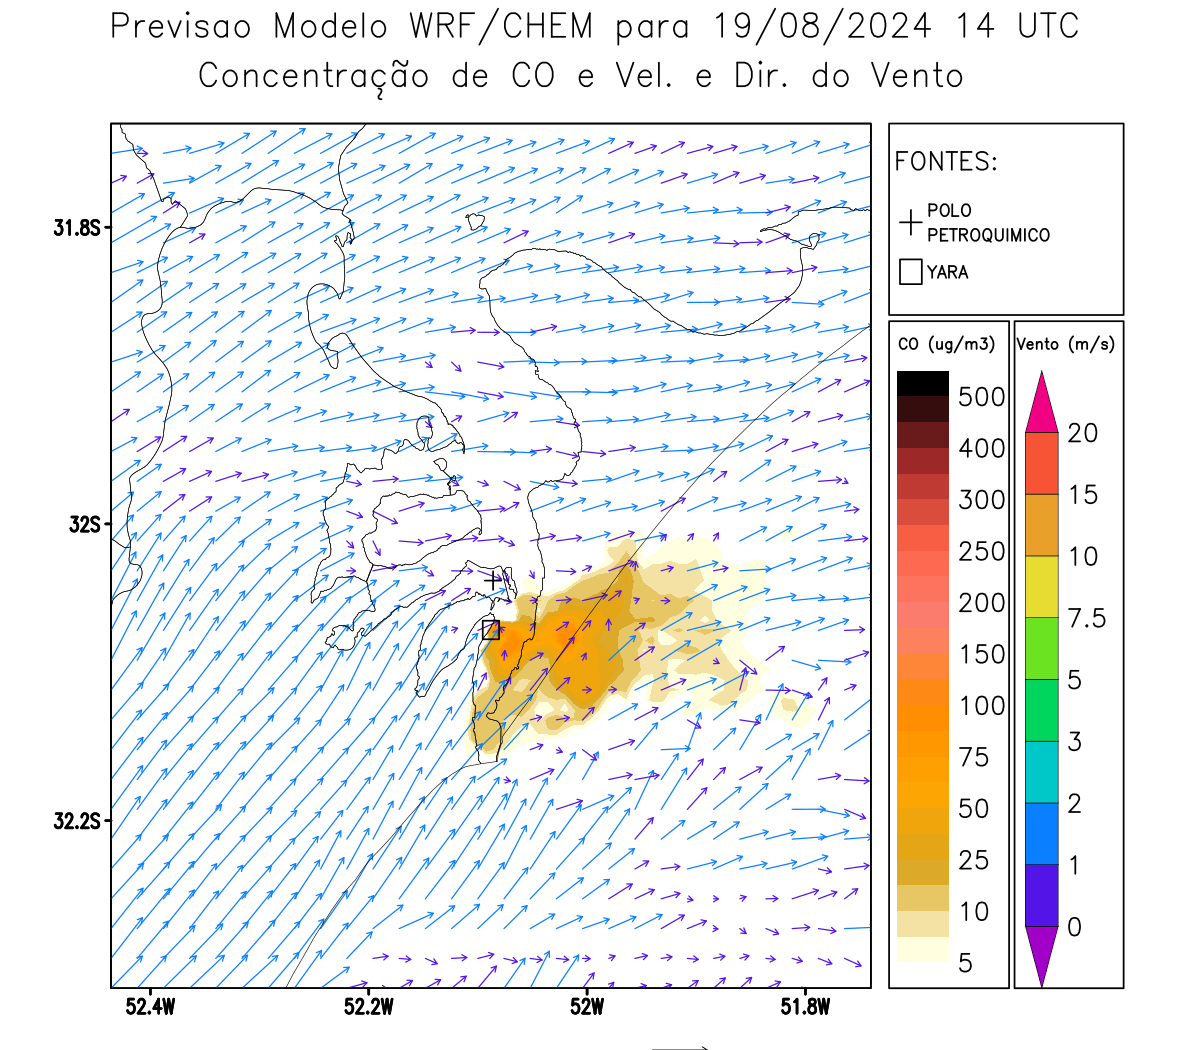 Previsao Modelo WRF/CHEM para 19/08/2024 14 UTC
Concentração de CO e Vel. e Dir. do Vento
FONTES:
POLO
PETROQUIMICO
YARA
CO (ug/m3)
500
400
300
250
200
150
100
75
50
25
10
5
Vento (m/s)
20
15
10
7.5
5
3
2
1
0
31.8S
32S
32.2S
52.4W
52.2W
52W
51.8W